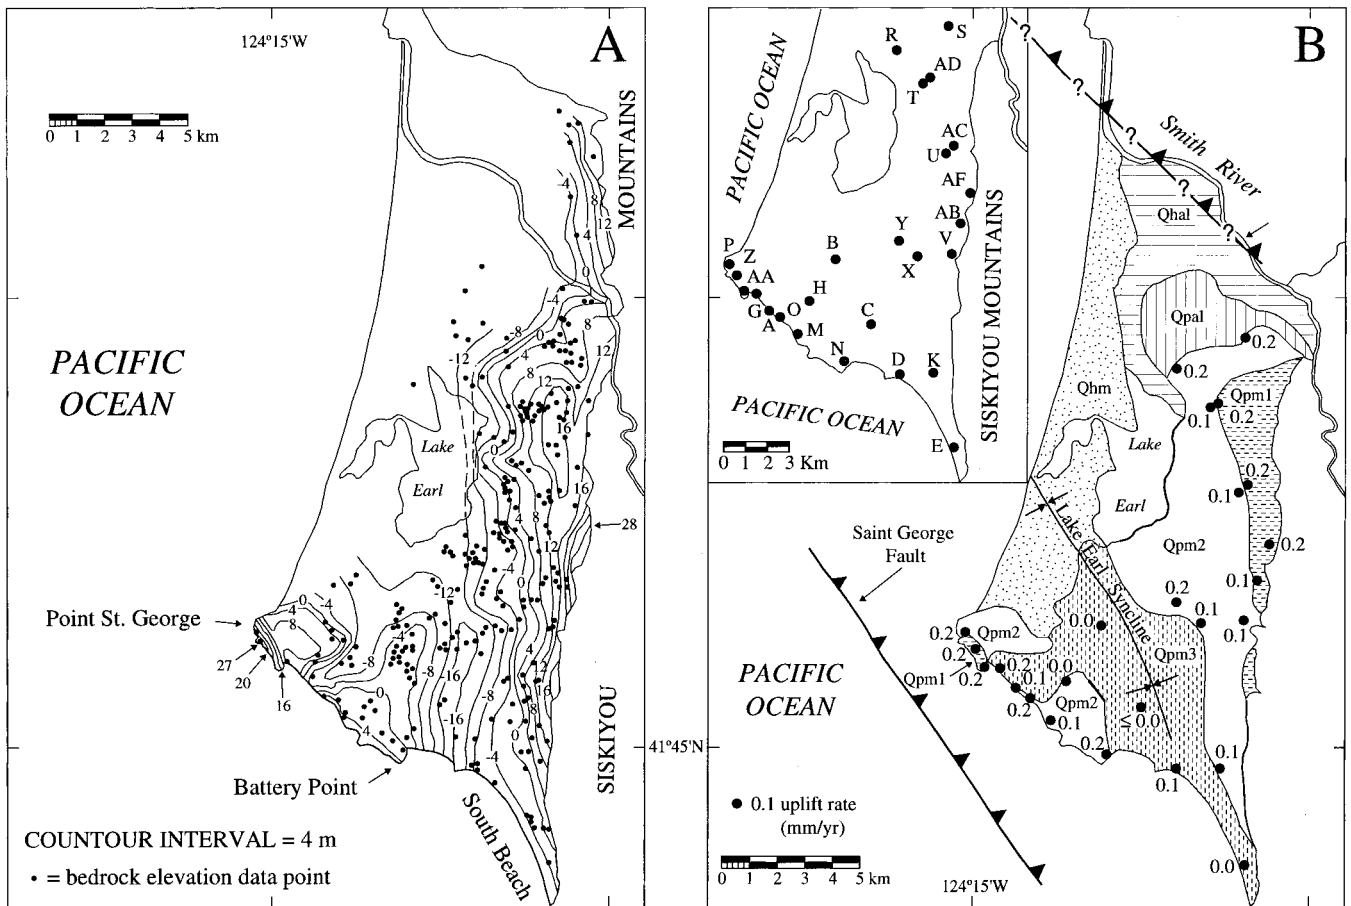 A
124°15'W
0 1 2 3 4 5 km
MOUNTAINS
-4
8
12
4
0
-4
-8
0
8
-12
4
12
8
12
16
PACIFIC
OCEAN
Lake
Earl
0
16
4
8
28
12
-4
0
-12
Point St. George
0
-4
4
8
-4
-8
-8
-16
4
12
16
-8
27
20
16
0
-16
0
4
-4
SISKIYOU
41°45'N
Battery Point
South Beach
COUNTOUR INTERVAL = 4 m
• = bedrock elevation data point
B
PACIFIC OCEAN
R
S
AD
T
AC
U
AF
AB
Y
V
X
P
Z
B
AA
H
J
G
O
C
A
M
N
D
K
E
SISKIYOU MOUNTAINS
PACIFIC OCEAN
0 1 2 3 Km
?
?
?
?
?
Smith River
Qhal
Qpal
0.2
0.2
Qhm
Qpm1
0.1
0.2
Lake
Earl
0.2
0.1
Saint George
Fault
Lake Earl Syncline
Qpm2
0.2
0.1
0.2
0.1
0.0
0.1
0.2
Qpm2
0.2
Qpm3
Qpm1
0.2
0.2
0.0
0.1
Qpm2
0.2
0.1
≤ 0.0
0.2
0.1
0.1
0.0
PACIFIC
OCEAN
● 0.1 uplift rate
(mm/yr)
0 1 2 3 4 5 km
124°15'W